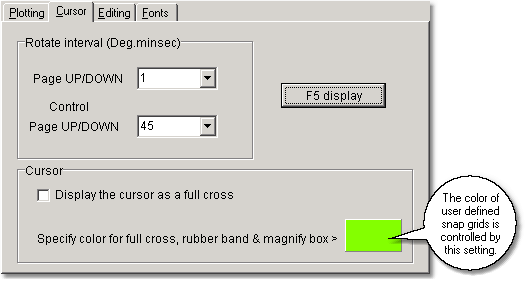 Plotting Cursor Editing Fonts
Rotate interval (Deg.minsec)
Page UP/DOWN 1
F5 display
Control
Page UP/DOWN 45
Cursor
Display the cursor as a full cross
Specify color for full cross, rubber band & magnify box >
The color of
user defined
snap grids is
controlled by
this setting.